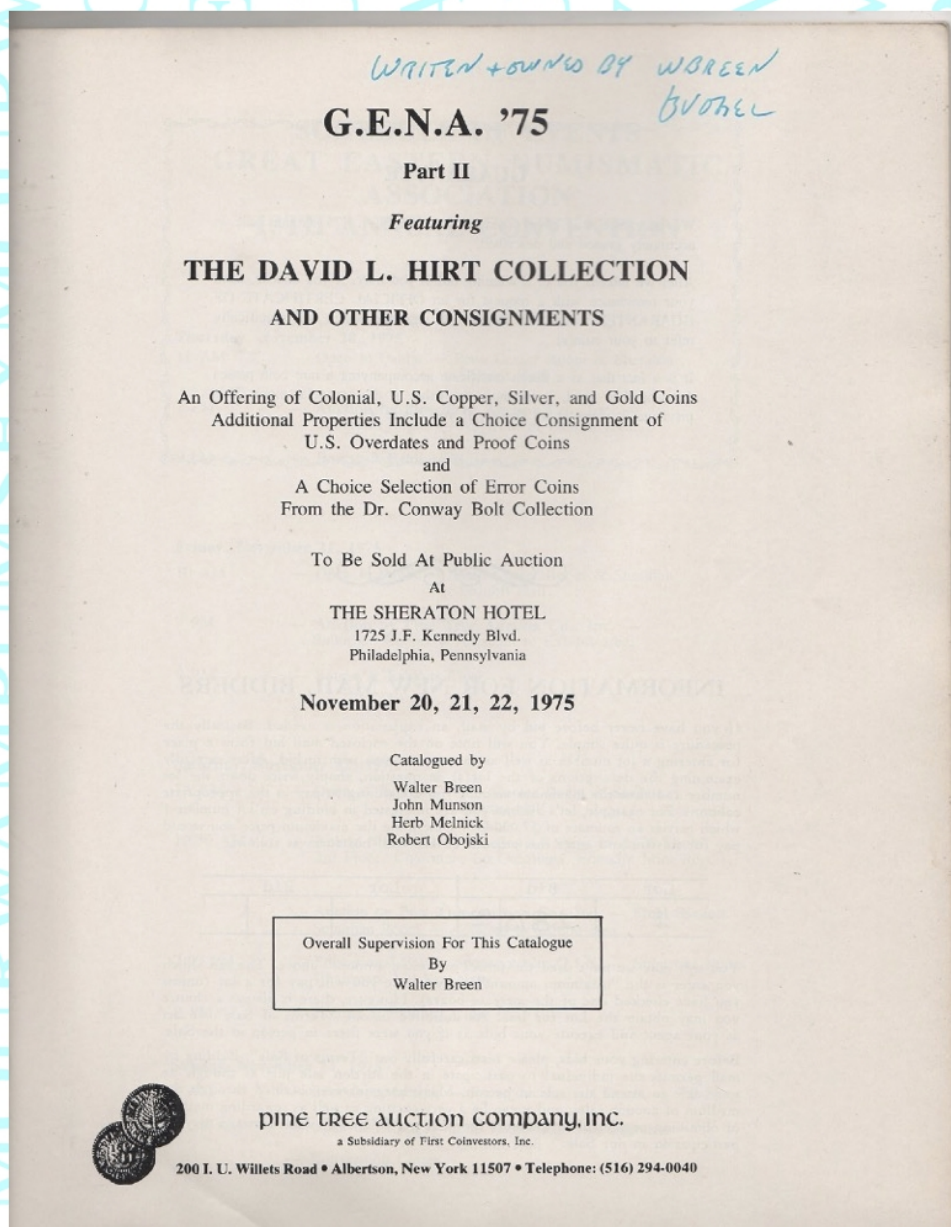 WRITEN + OWNED BY WBREEN
G.E.N.A. '75
Part II
Featuring
THE DAVID L. HIRT COLLECTION
AND OTHER CONSIGNMENTS
An Offering of Colonial, U.S. Copper, Silver, and Gold Coins
Additional Properties Include a Choice Consignment of
U.S. Overdates and Proof Coins
and
A Choice Selection of Error Coins
From the Dr. Conway Bolt Collection
To Be Sold At Public Auction
At
THE SHERATON HOTEL
1725 J.F. Kennedy Blvd.
Philadelphia, Pennsylvania
November 20, 21, 22, 1975
Catalogued by
Walter Breen
John Munson
Herb Melnick
Robert Obojski
Overall Supervision For This Catalogue
By
Walter Breen
pine tree auction company, inc.
a Subsidiary of First Coinvestors, Inc.
200 I. U. Willets Road • Albertson, New York 11507 • Telephone: (516) 294-0040